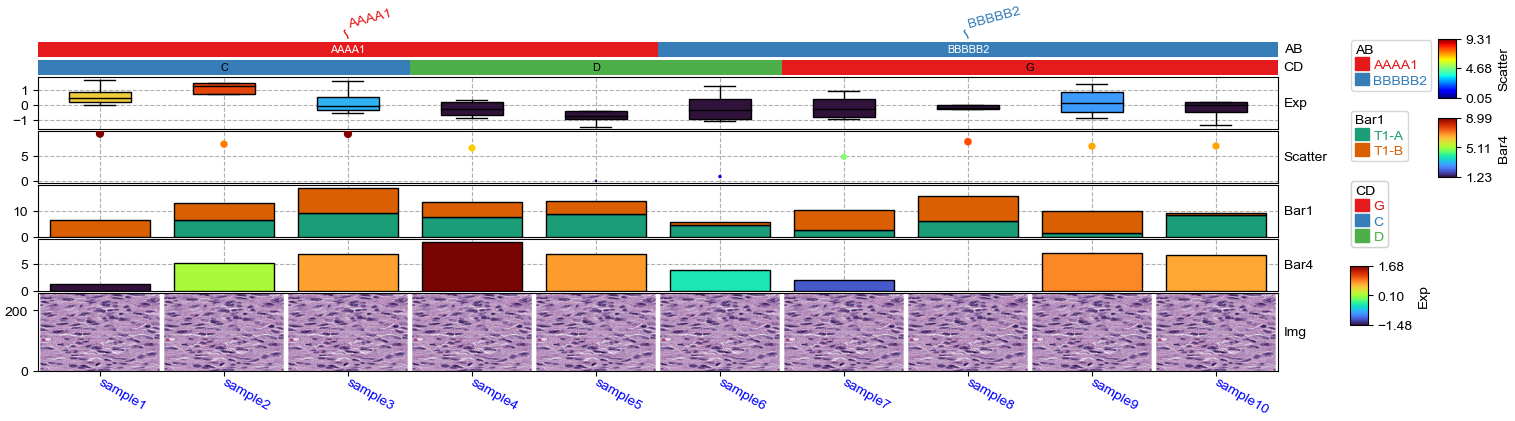 AAAA1 BBBBB2
AAAA1 BBBBB2 AB
C D G CD
1
0
−1
Exp
5
0
Scatter
10
0
Bar1
5
0
Bar4
200
0
Img
sample1 sample2 sample3 sample4 sample5 sample6 sample7 sample8 sample9 sample10
AB
AAAA1
BBBBB2
Bar1
T1-A
T1-B
CD
G
C
D
1.68
0.10
−1.48
Exp
9.31
4.68
0.05
Scatter
8.99
5.11
1.23
Bar4